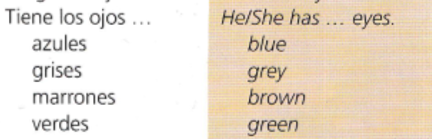 Tiene los ojos ... He/She has ... eyes.
azules blue
grises grey
marrones brown
verdes green